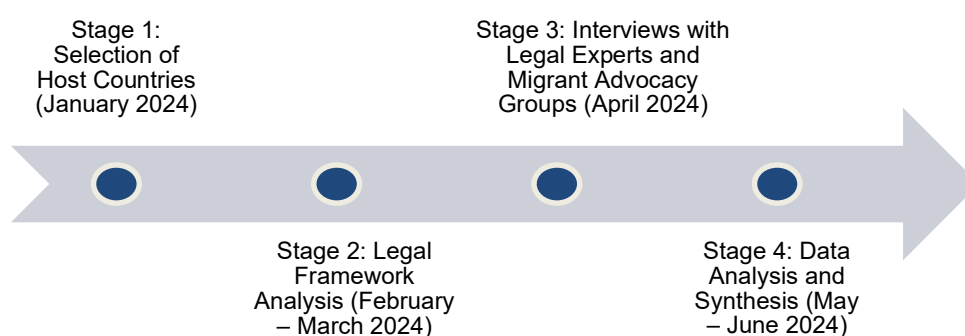 Stage 1:
Selection of
Host Countries
(January 2024)
Stage 2: Legal
Framework
Analysis (February
– March 2024)
Stage 3: Interviews with
Legal Experts and
Migrant Advocacy
Groups (April 2024)
Stage 4: Data
Analysis and
Synthesis (May
– June 2024)